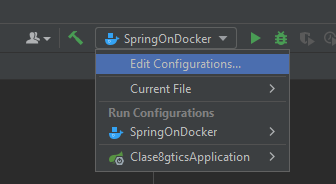 SpringOnDocker
Edit Configurations...
Current File
Run Configurations
SpringOnDocker
Clase8gticsApplication